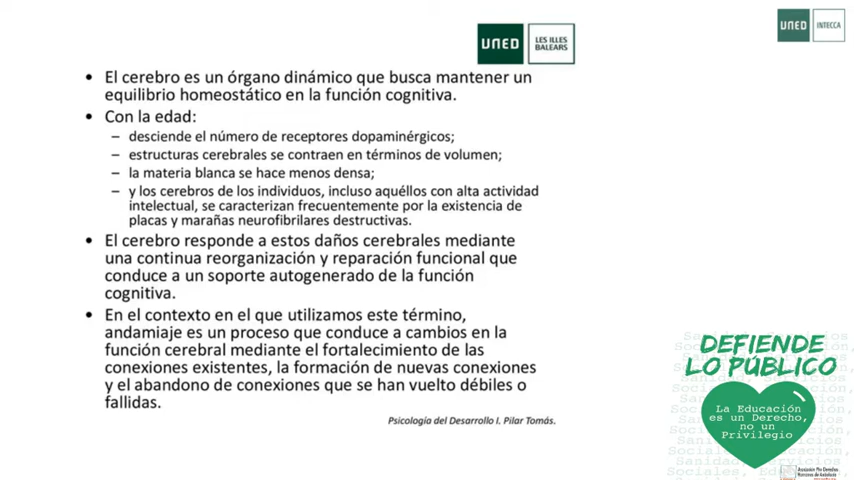 UNED
LES ILLES
BALEARS
UNED
INTECCA
• El cerebro es un órgano dinámico que busca mantener un
equilibrio homeostático en la función cognitiva.
• Con la edad:
– desciende el número de receptores dopaminérgicos;
– estructuras cerebrales se contraen en términos de volumen;
– la materia blanca se hace menos densa;
– y los cerebros de los individuos, incluso aquéllos con alta actividad
intelectual, se caracterizan frecuentemente por la existencia de
placas y marañas neurofibrilares destructivas.
• El cerebro responde a estos daños cerebrales mediante
una continua reorganización y reparación funcional que
conduce a un soporte autogenerado de la función
cognitiva.
• En el contexto en el que utilizamos este término,
andamiaje es un proceso que conduce a cambios en la
función cerebral mediante el fortalecimiento de las
conexiones existentes, la formación de nuevas conexiones
y el abandono de conexiones que se han vuelto débiles o
fallidas.
Psicología del Desarrollo I. Pilar Tomás.
DEFIENDE
LO PÚBLICO
La Educación
es un Derecho,
no un
Privilegio